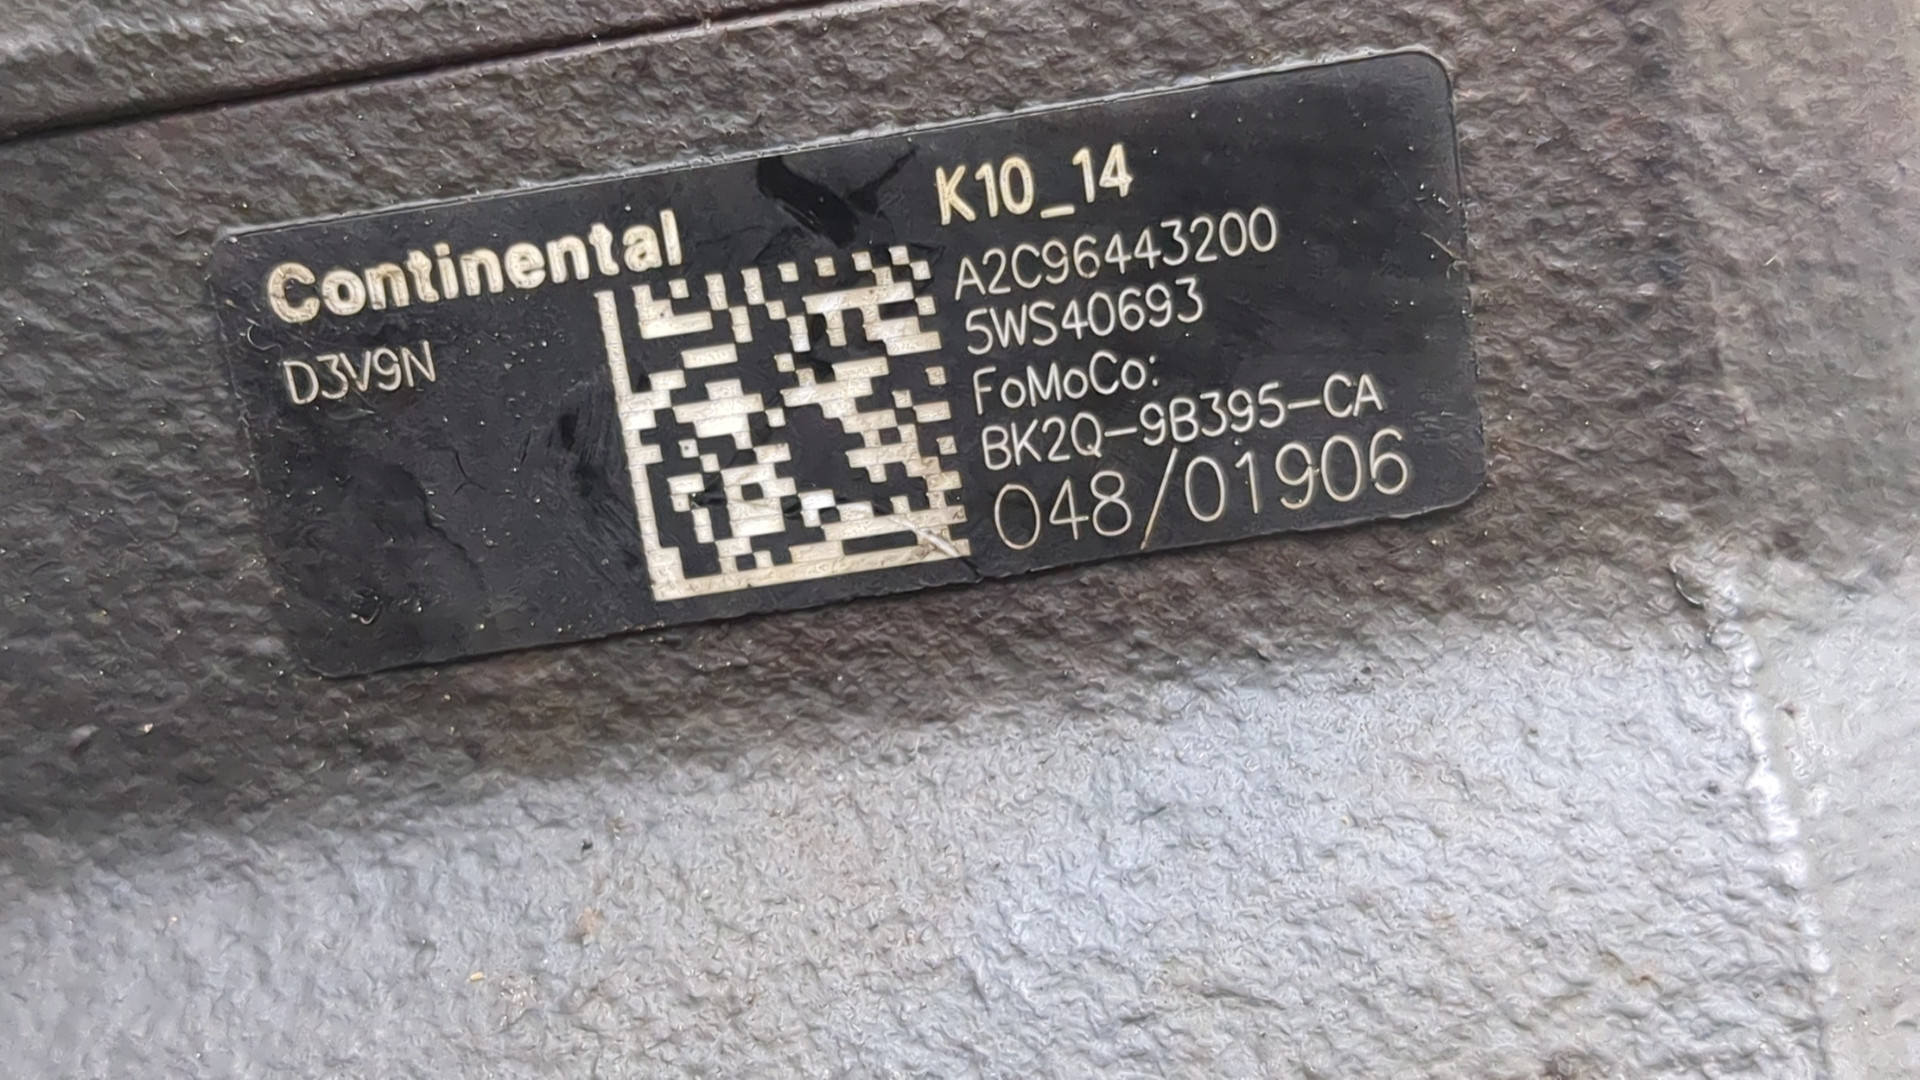 Continental
D3V9N
K10_14
A2C96443200
5WS40693
FoMoCo:
BK2Q-9B395-CA
048/01906